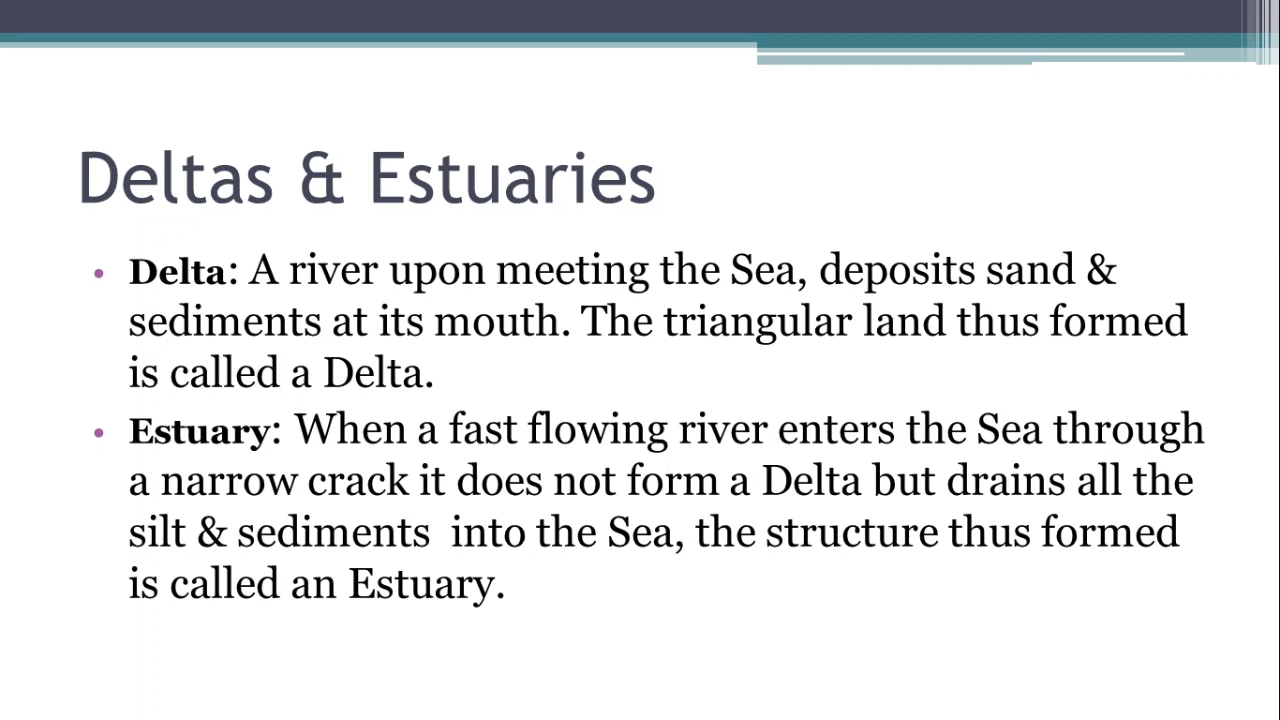 Deltas & Estuaries
• Delta: A river upon meeting the Sea, deposits sand &
sediments at its mouth. The triangular land thus formed
is called a Delta.
• Estuary: When a fast flowing river enters the Sea through
a narrow crack it does not form a Delta but drains all the
silt & sediments  into the Sea, the structure thus formed
is called an Estuary.